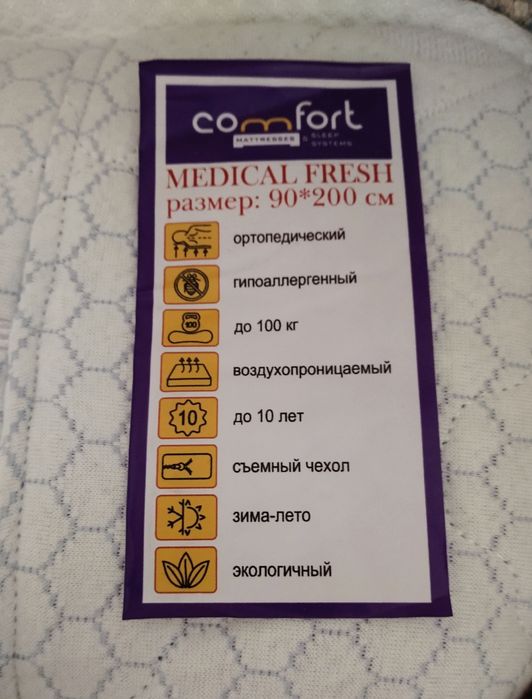 comfort
MATTRESSES & SLEEP
SYSTEMS
MEDICAL FRESH
размер: 90*200 см
ортопедический
гипоаллергенный
100
до 100 кг
воздухопроницаемый
10
до 10 лет
съемный чехол
зима-лето
экологичный